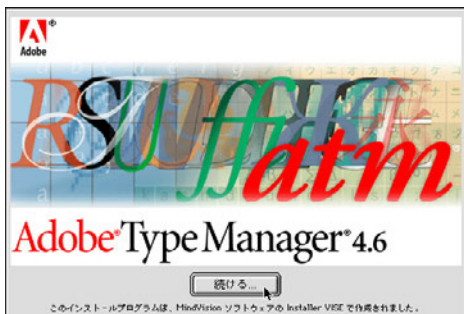 Adobe
RSU
ffi
atm
Adobe® Type Manager® 4.6
続ける...
このインストールプログラムは、MindVision ソフトウェアの Installer VISE で作成されました。